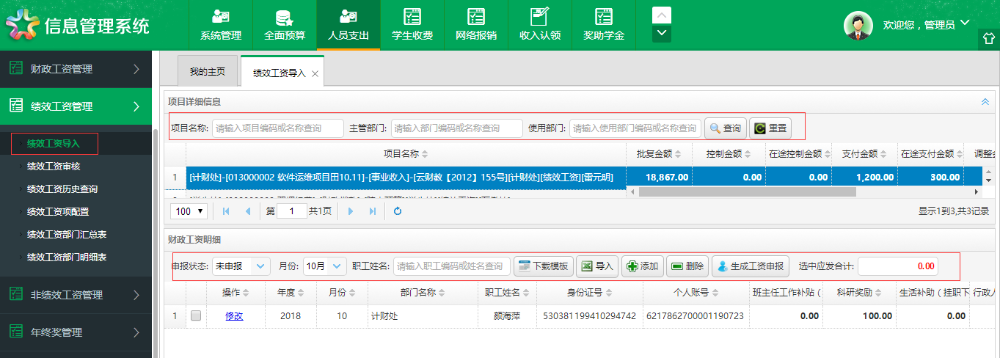 信息管理系统
系统管理 全面预算 人员支出 学生收费 网络报销 收入认领 奖助学金
欢迎您，管理员
财政工资管理
绩效工资管理
绩效工资导入
绩效工资审核
绩效工资历史查询
绩效工资项配置
绩效工资部门汇总表
绩效工资部门明细表
非绩效工资管理
年终奖管理
我的主页 绩效工资导入
项目详细信息
项目名称: 请输入项目编码或名称查询 主管部门: 请输入部门编码或名称查询 使用部门: 请输入使用部门编码或名称查询 查询 重置
项目名称 批复金额 控制金额 在途控制金额 支付金额 在途支付金额 调整金
1 [计财处]-[013000002 软件运维项目田10.11]-[事业收入]-[云财教【2012】155号][计财处][绩效工资][雷元明] 18,867.00 0.00 0.00 1,200.00 300.00
100 第 1 共1页 显示1到3,共3记录
财政工资明细
申报状态: 未申报 月份: 10月 职工姓名: 请输入职工编码或姓名查询 下载模板 导入 添加 删除 生成工资申报 选中应发合计: 0.00
操作 年度 月份 部门名称 职工姓名 身份证号 个人账号 班主任工作补贴（ 科研奖励 生活补助（挂职下 行政人
1 修改 2018 10 计财处 颜海萍 530381199410294742 6217862700001190723 0.00 100.00 0.00